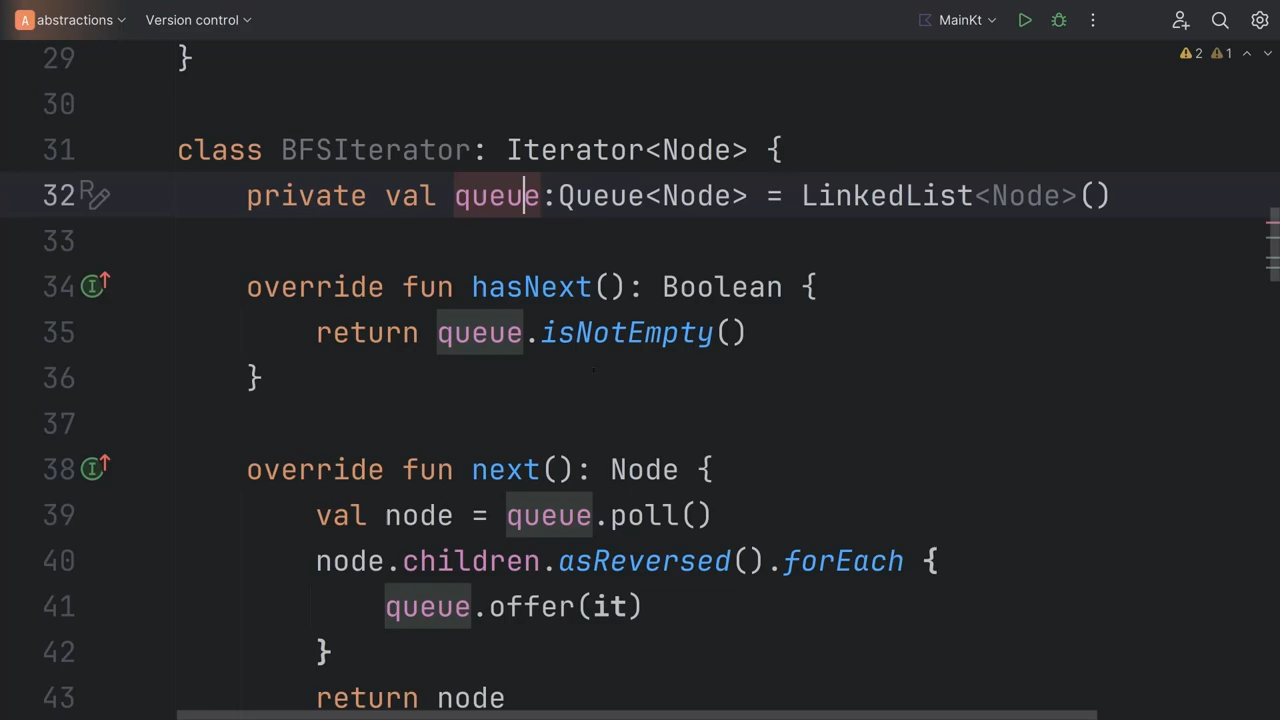 A abstractions Version control MainKt
29 }
2 1
30
31 class BFSIterator: Iterator<Node> {
32 private val queue:Queue<Node> = LinkedList<Node>()
33
34 override fun hasNext(): Boolean {
35 return queue.isNotEmpty()
36 }
37
38 override fun next(): Node {
39 val node = queue.poll()
40 node.children.asReversed().forEach {
41 queue.offer(it)
42 }
43 return node